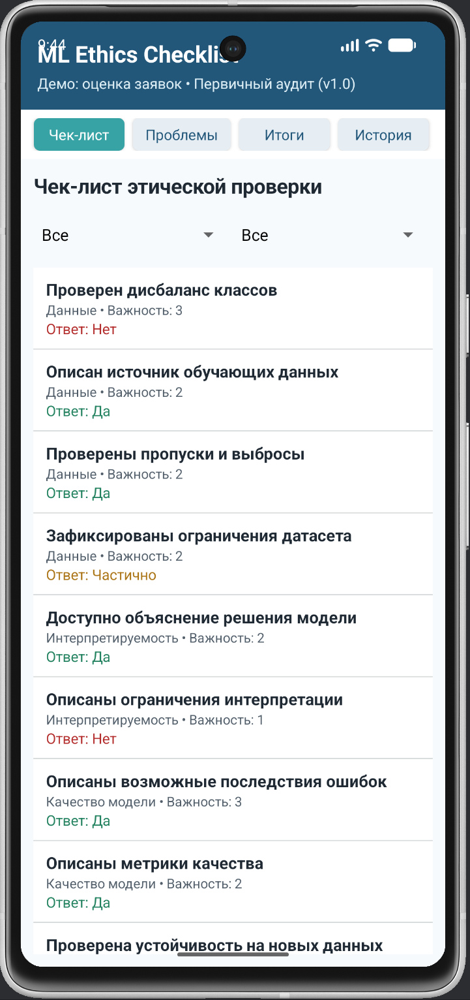 9:44
ML Ethics Checklist
Демо: оценка заявок • Первичный аудит (v1.0)
Чек-лист
Проблемы
Итоги
История
Чек-лист этической проверки
Все
Все
Проверен дисбаланс классов
Данные • Важность: 3
Ответ: Нет
Описан источник обучающих данных
Данные • Важность: 2
Ответ: Да
Проверены пропуски и выбросы
Данные • Важность: 2
Ответ: Да
Зафиксированы ограничения датасета
Данные • Важность: 2
Ответ: Частично
Доступно объяснение решения модели
Интерпретируемость • Важность: 2
Ответ: Да
Описаны ограничения интерпретации
Интерпретируемость • Важность: 1
Ответ: Нет
Описаны возможные последствия ошибок
Качество модели • Важность: 3
Ответ: Да
Описаны метрики качества
Качество модели • Важность: 2
Ответ: Да
Проверена устойчивость на новых данных